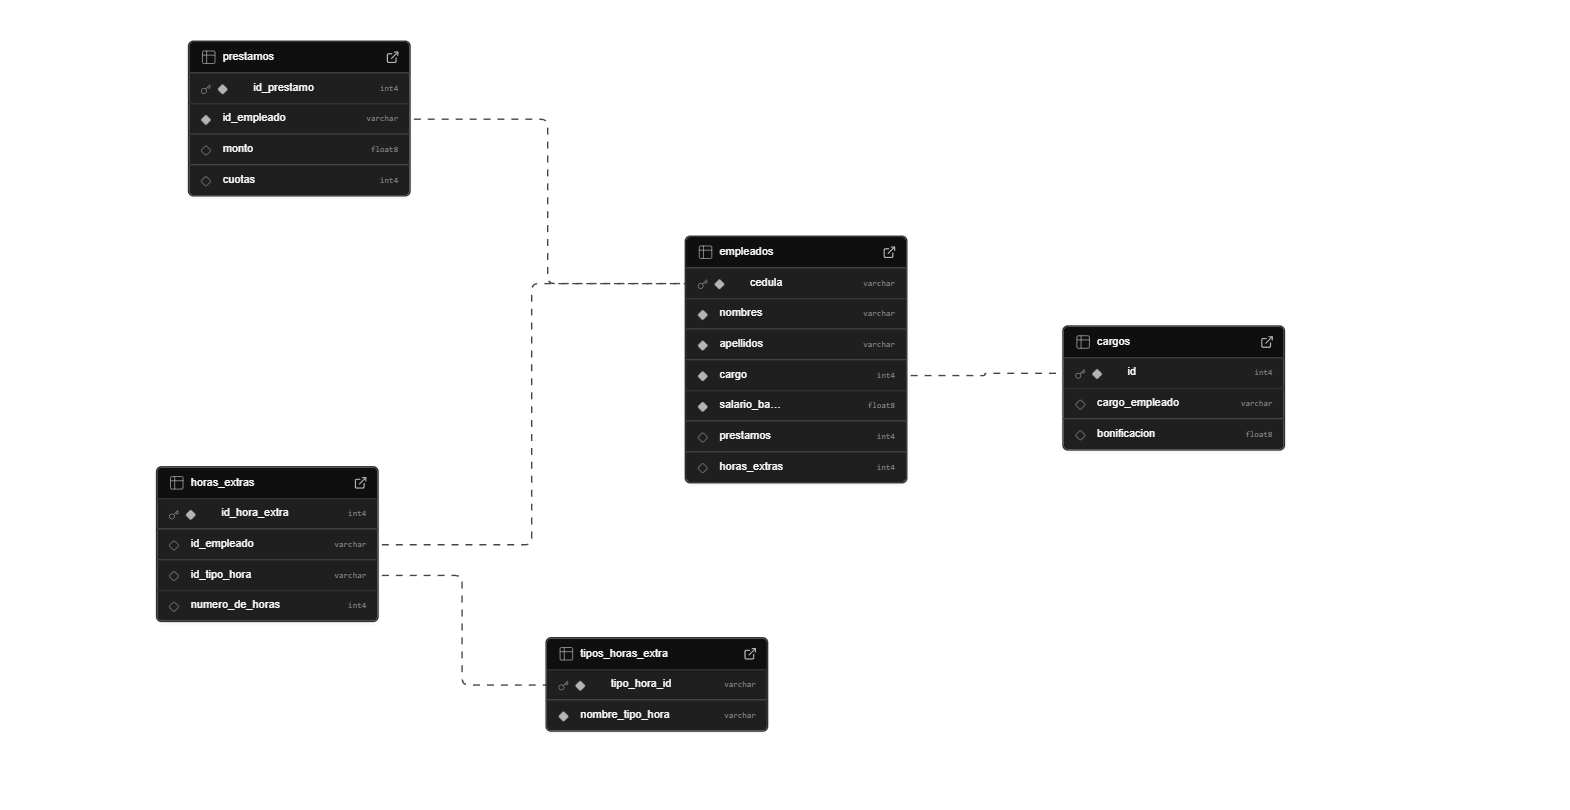 prestamos
id_prestamo int4
id_empleado varchar
monto float8
cuotas int4
empleados
cedula varchar
nombres varchar
apellidos varchar
cargo int4
salario_ba... float8
prestamos int4
horas_extras int4
cargos
id int4
cargo_empleado varchar
bonificacion float8
horas_extras
id_hora_extra int4
id_empleado varchar
id_tipo_hora varchar
numero_de_horas int4
tipos_horas_extra
tipo_hora_id varchar
nombre_tipo_hora varchar